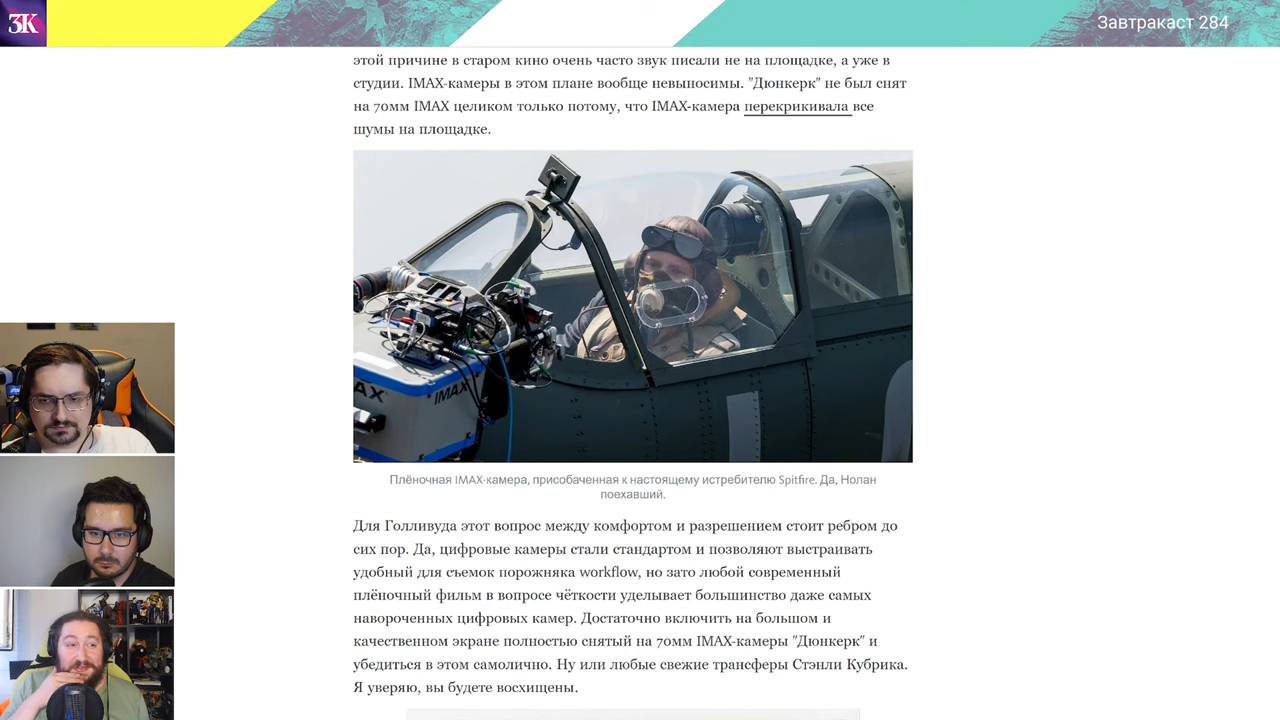 ЗК
Завтракаст 284
этой причине в старом кино очень часто звук писали не на площадке, а уже в
студии. IMAX-камеры в этом плане вообще невыносимы. "Дюнкерк" не был снят
на 70мм IMAX целиком только потому, что IMAX-камера перекрикивала все
шумы на площадке.
AX
IMAX
Плёночная IMAX-камера, присобаченная к настоящему истребителю Spitfire. Да, Нолан
поехавший.
Для Голливуда этот вопрос между комфортом и разрешением стоит ребром до
сих пор. Да, цифровые камеры стали стандартом и позволяют выстраивать
удобный для съемок порожняка workflow, но зато любой современный
плёночный фильм в вопросе чёткости уделывает большинство даже самых
навороченных цифровых камер. Достаточно включить на большом и
качественном экране полностью снятый на 70мм IMAX-камеры "Дюнкерк" и
убедиться в этом самолично. Ну или любые свежие трансферы Стэнли Кубрика.
Я уверяю, вы будете восхищены.